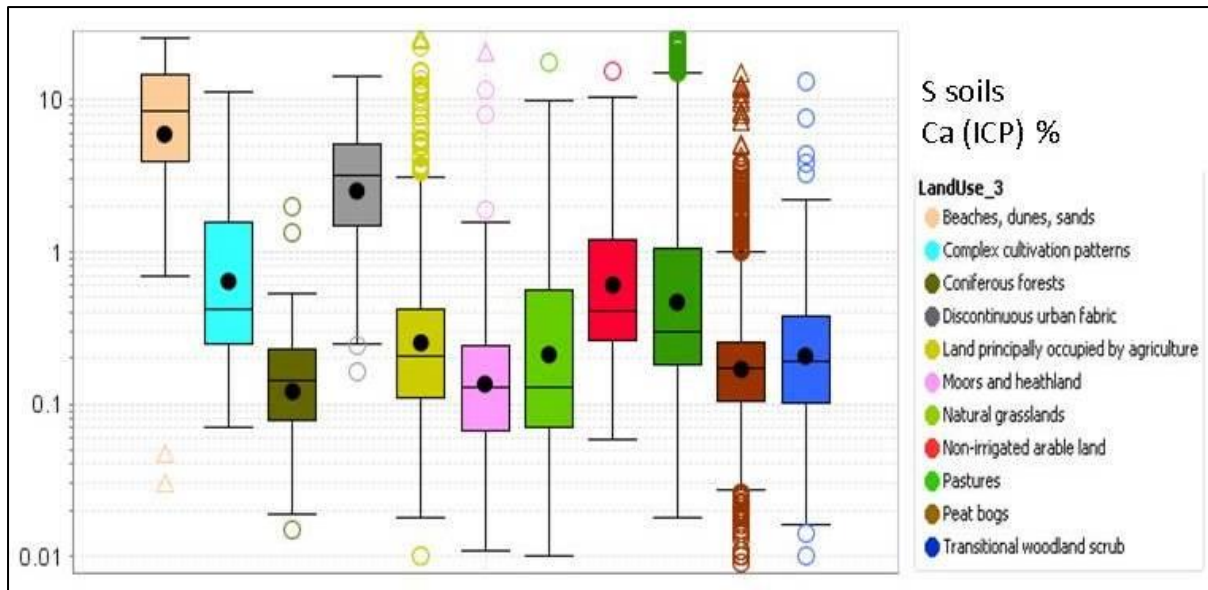 10
1
0.1
0.01
S soils
Ca (ICP) %
LandUse_3
Beaches, dunes, sands
Complex cultivation patterns
Coniferous forests
Discontinuous urban fabric
Land principally occupied by agriculture
Moors and heathland
Natural grasslands
Non-irrigated arable land
Pastures
Peat bogs
Transitional woodland scrub